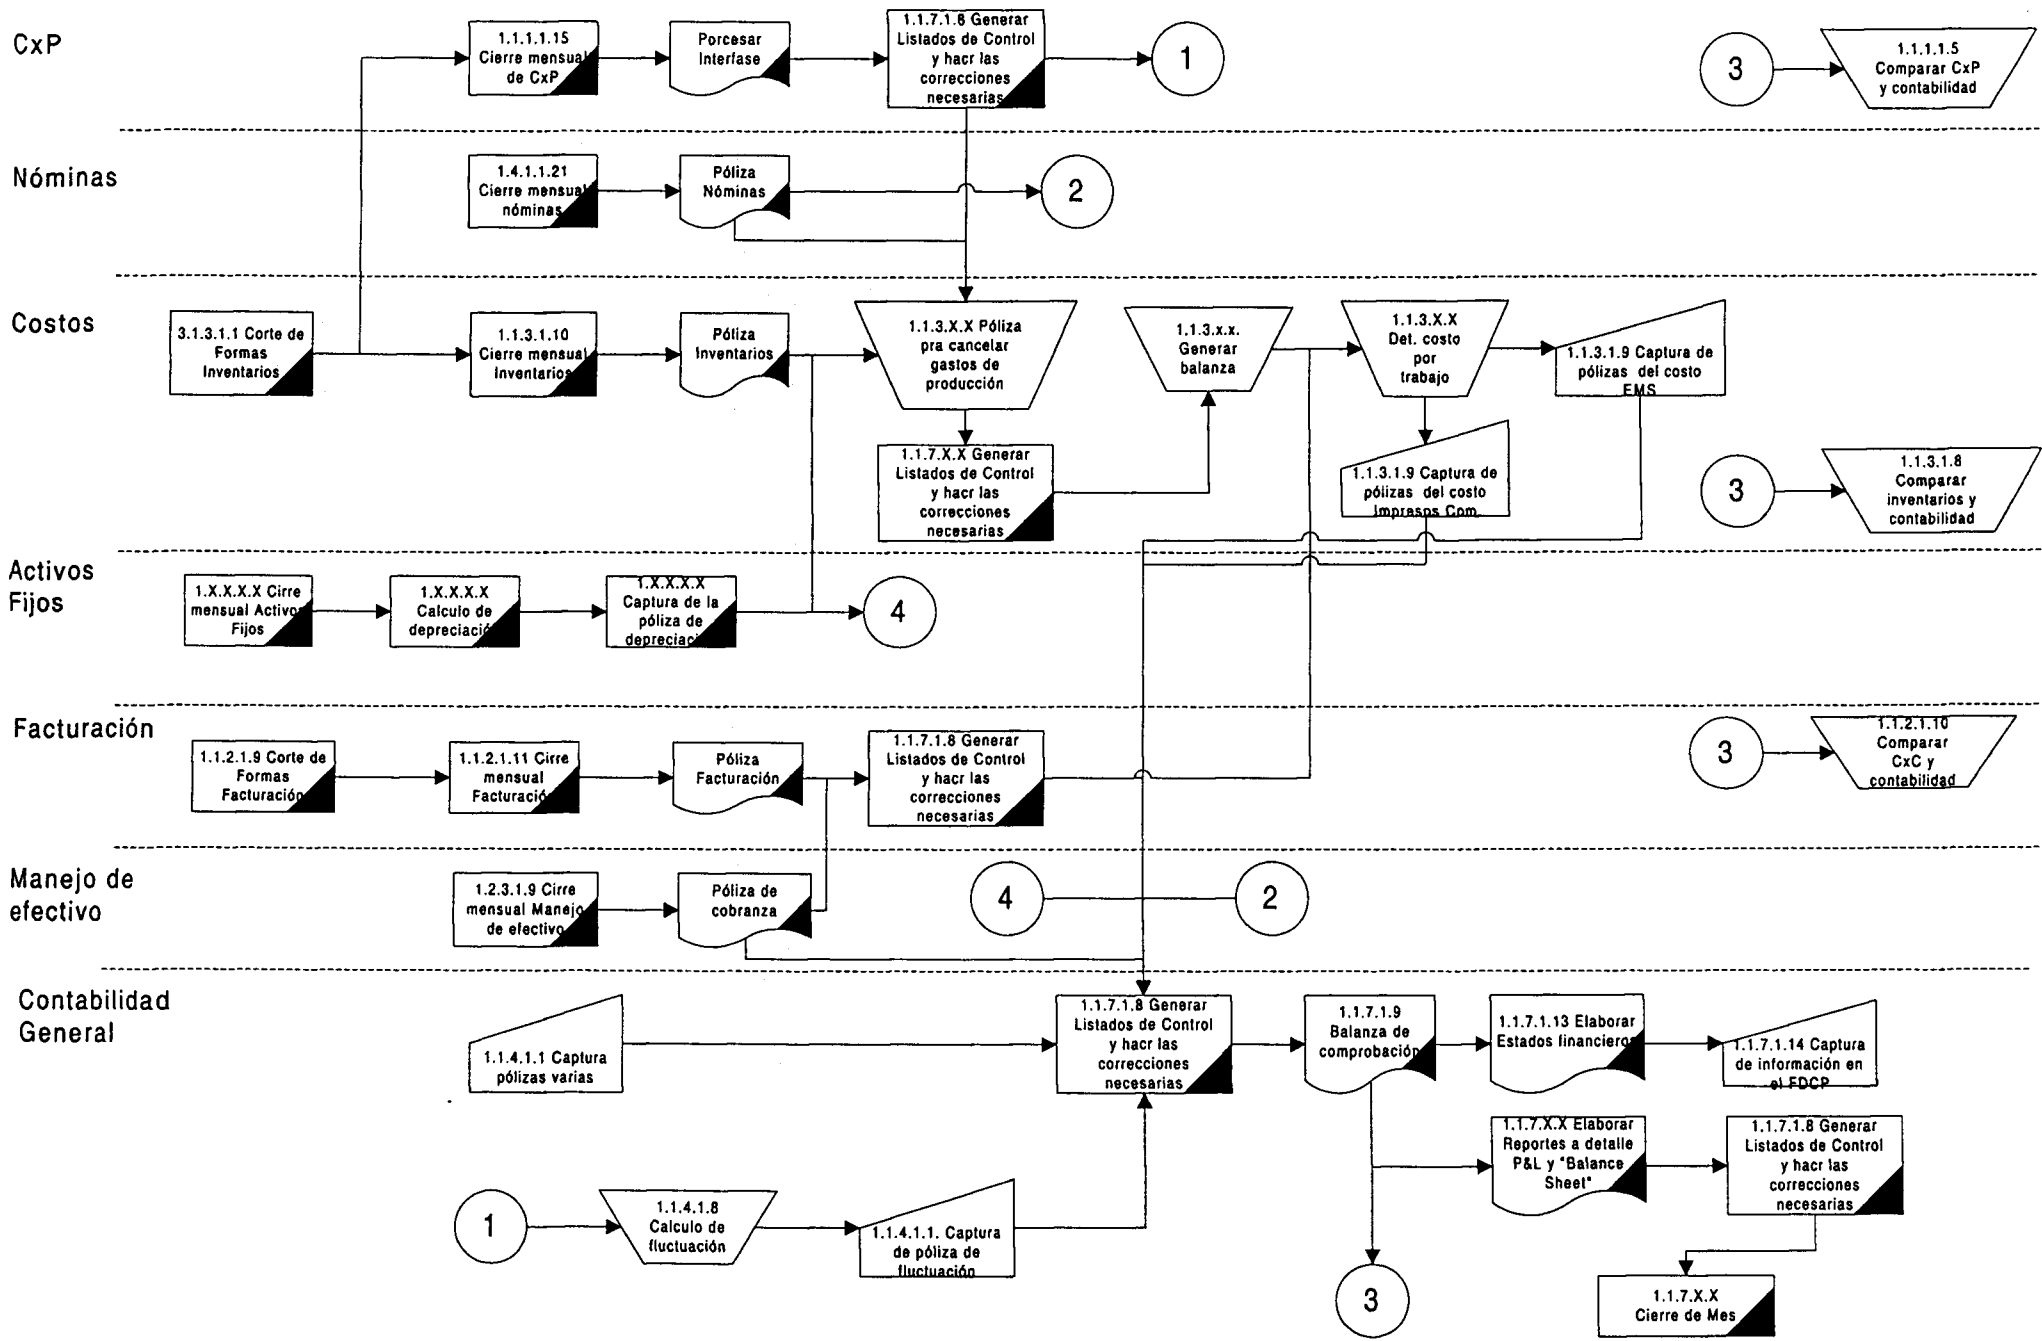 CxP
1.1.1.1.15
Cierre mensual
de CxP
Porcesar
Interfase
1.1.7.1.8 Generar
Listados de Control
y hacr las
correcciones
necesarias
1
3
1.1.1.1.5
Comparar CxP
y contabilidad
Nóminas
1.4.1.1.21
Cierre mensual
nóminas
Póliza
Nóminas
2
Costos
3.1.3.1.1 Corte de
Formas
Inventarios
1.1.3.1.10
Cierre mensual
Inventarios
Póliza
Inventarios
1.1.3.X.X Póliza
pra cancelar
gastos de
producción
1.1.3.x.x.
Generar
balanza
1.1.3.X.X
Det. costo
por
trabajo
1.1.3.1.9 Captura de
pólizas del costo
EMS
1.1.7.X.X Generar
Listados de Control
y hacr las
correcciones
necesarias
1.1.3.1.9 Captura de
pólizas del costo
Impresos Com.
3
1.1.3.1.8
Comparar
inventarios y
contabilidad
Activos
Fijos
1.X.X.X.X Cirre
mensual Activos
Fijos
1.X.X.X.X
Calculo de
depreciación
1.X.X.X.X
Captura de la
póliza de
depreciación
4
Facturación
1.1.2.1.9 Corte de
Formas
Facturación
1.1.2.1.11 Cirre
mensual
Facturación
Póliza
Facturación
1.1.7.1.8 Generar
Listados de Control
y hacr las
correcciones
necesarias
3
1.1.2.1.10
Comparar
CxC y
contabilidad
Manejo de
efectivo
1.2.3.1.9 Cirre
mensual Manejo
de efectivo
Póliza de
cobranza
4
2
Contabilidad
General
1.1.4.1.1 Captura
pólizas varias
1.1.7.1.8 Generar
Listados de Control
y hacr las
correcciones
necesarias
1.1.7.1.9
Balanza de
comprobación
1.1.7.1.13 Elaborar
Estados financieros
1.1.7.1.14 Captura
de información en
el FDCP
1.1.7.X.X Elaborar
Reportes a detalle
P&L y "Balance
Sheet"
1.1.7.1.8 Generar
Listados de Control
y hacr las
correcciones
necesarias
1
1.1.4.1.8
Calculo de
fluctuación
1.1.4.1.1. Captura
de póliza de
fluctuación
3
1.1.7.X.X
Cierre de Mes